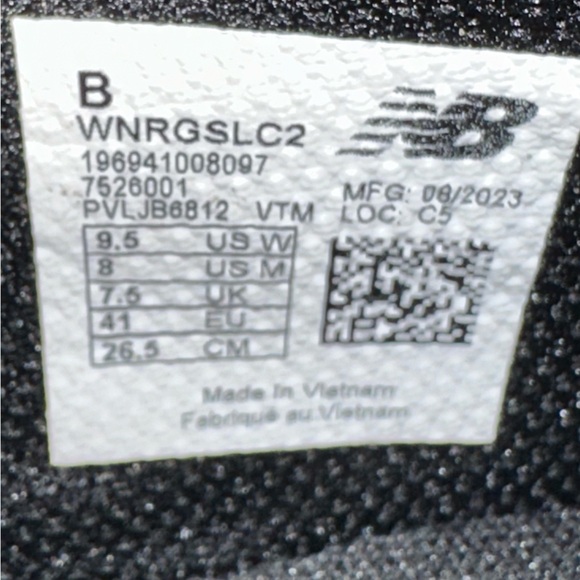 B
WNRGSLC2
196941008097
7526001
PVLJB6812 VTM
NB
MFG: 08/2023
LOC: C5
9.5 US W
8 US M
7.5 UK
41 EU
26.5 CM
Made in Vietnam
Fabriqué au Vietnam